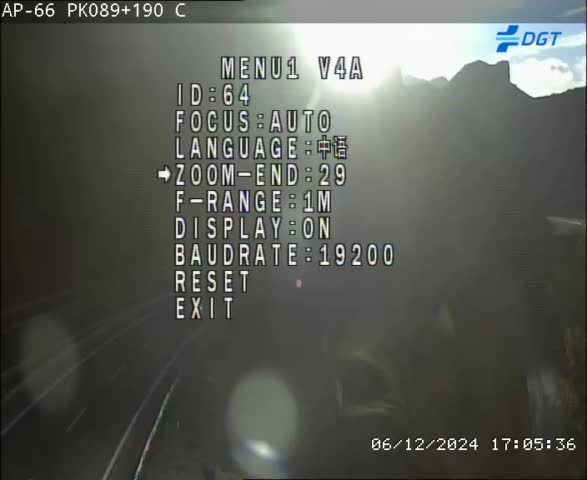 AP-66 PK089+190 C
DGT
MENU1 V4A
ID:64
FOCUS:AUTO
LANGUAGE:中语
ZOOM-END:29
F-RANGE:1M
DISPLAY:ON
BAUDRATE:19200
RESET
EXIT
06/12/2024 17:05:36